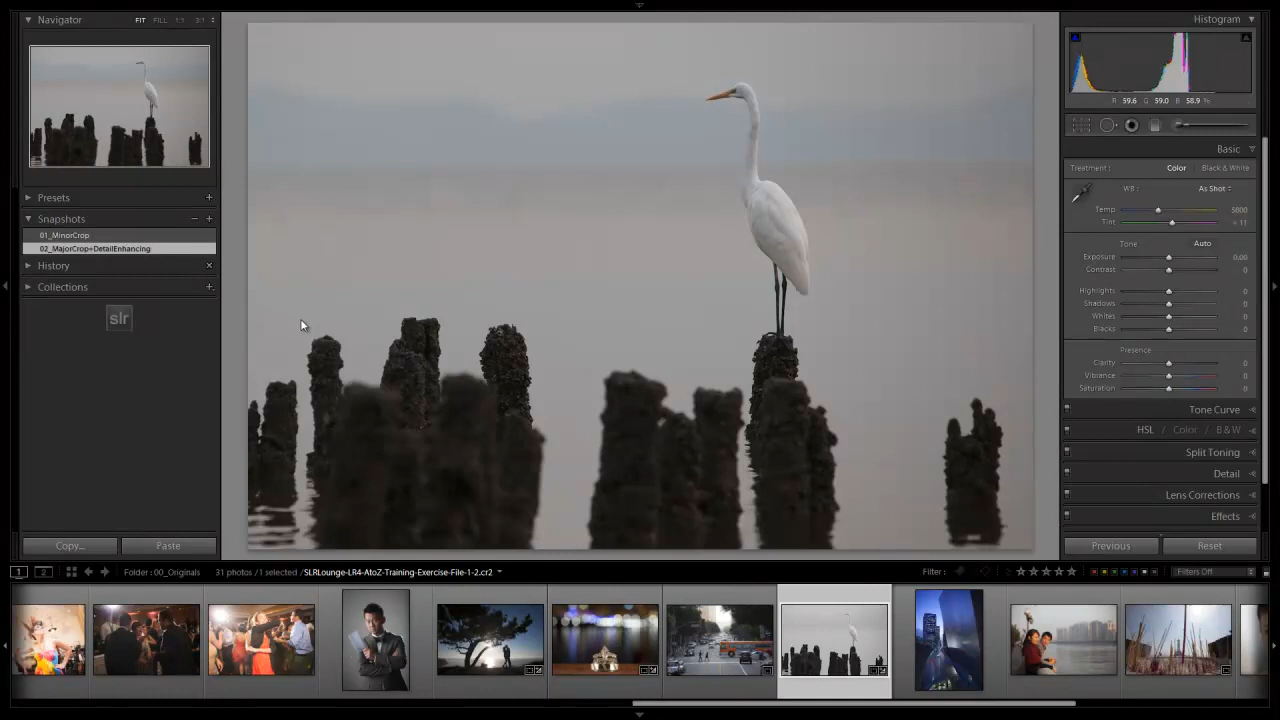 Navigator FIT FILL 1:1 3:1
Presets
Snapshots
01_MinorCrop
02_MajorCrop+DetailEnhancing
History
Collections
slr
Copy... Paste
Histogram
R 59.6 G 59.0 B 58.9 %
Basic
Treatment : Color Black & White
WB : As Shot
Temp 5800
Tint + 11
Tone Auto
Exposure 0.00
Contrast 0
Highlights 0
Shadows 0
Whites 0
Blacks 0
Presence
Clarity 0
Vibrance 0
Saturation 0
Tone Curve
HSL / Color / B & W
Split Toning
Detail
Lens Corrections
Effects
Previous Reset
1 2 Folder : 00_Originals 31 photos / 1 selected / SLRLounge-LR4-AtoZ-Training-Exercise-File-1-2.cr2 Filter : Filters Off